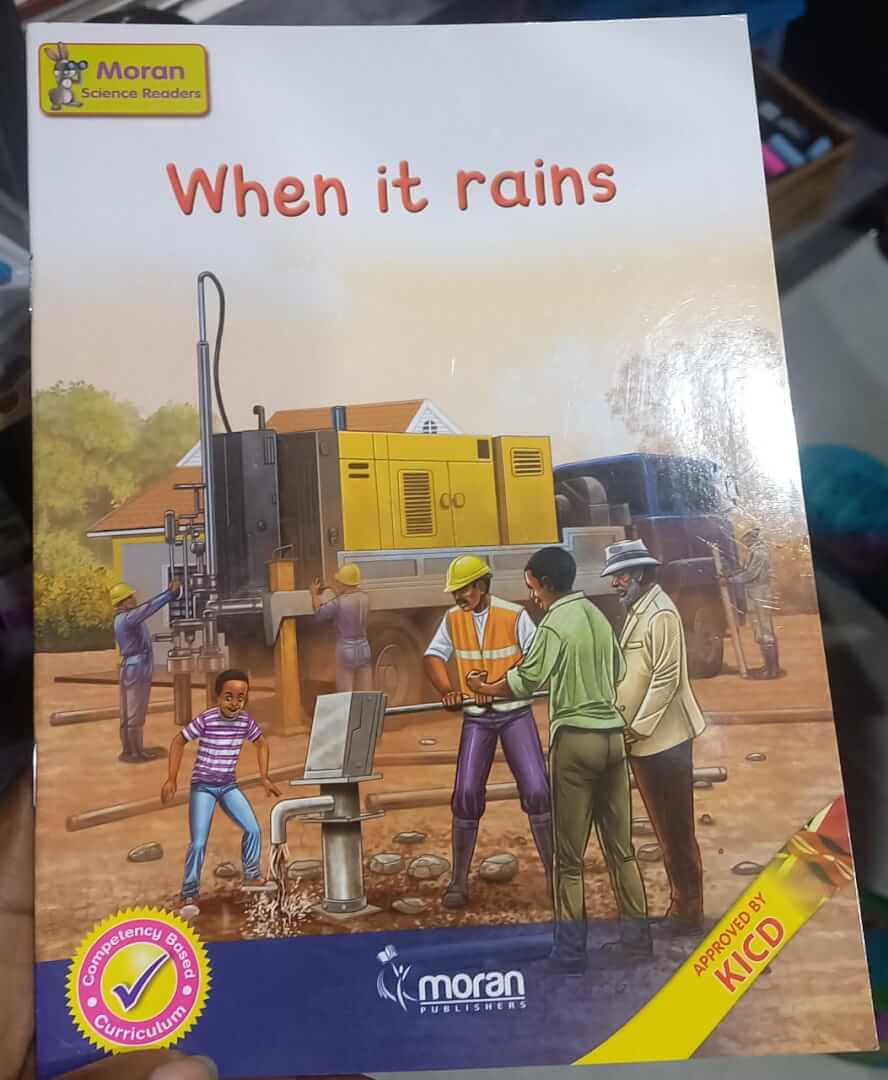 Moran
Science Readers
When it rains
Competency Based
Curriculum
moran
PUBLISHERS
APPROVED BY
KICD